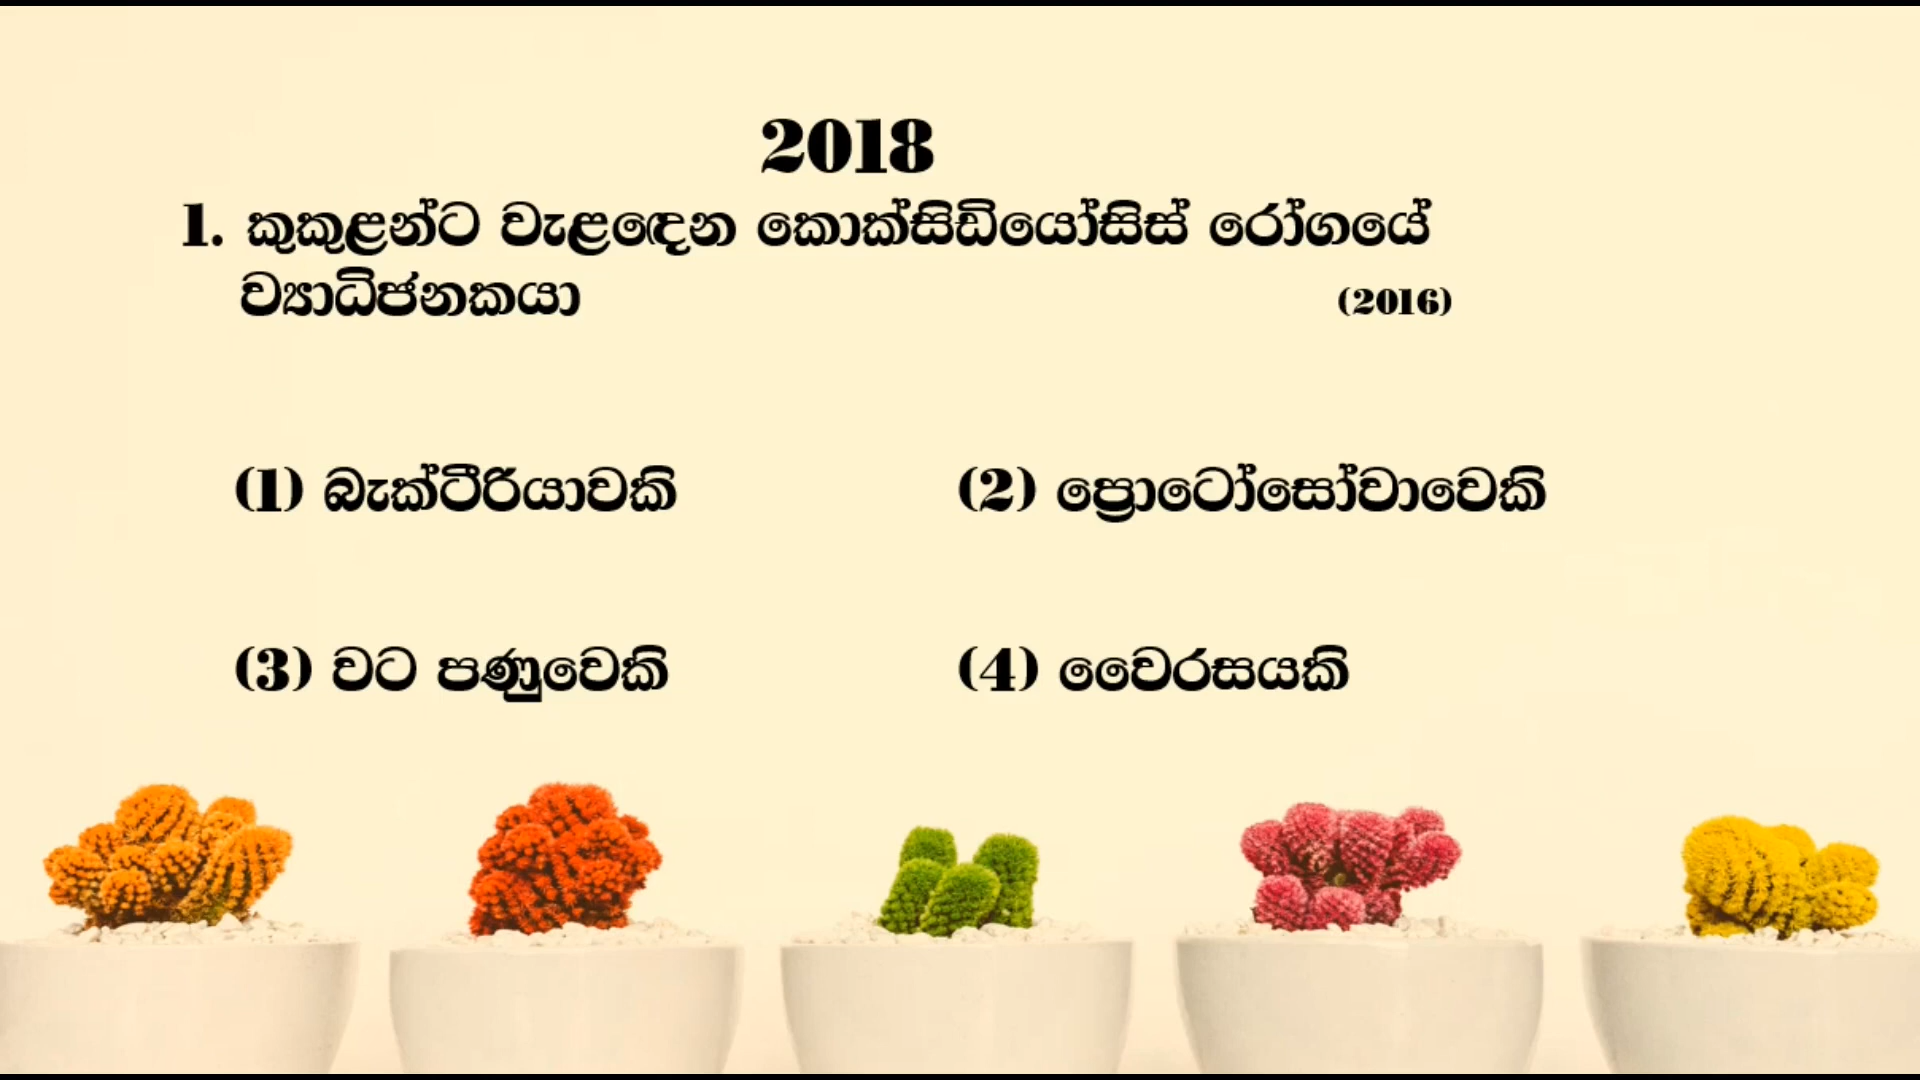 2018
1. කුකුළන්ට වැළඳෙන කොක්සිඩියෝසිස් රෝගයේ
ව්‍යාධිජනකයා (2016)
(1) බැක්ටීරියාවකි (2) ප්‍රොටෝසෝවාවෙකි
(3) වට පණුවෙකි (4) වෛරසයකි